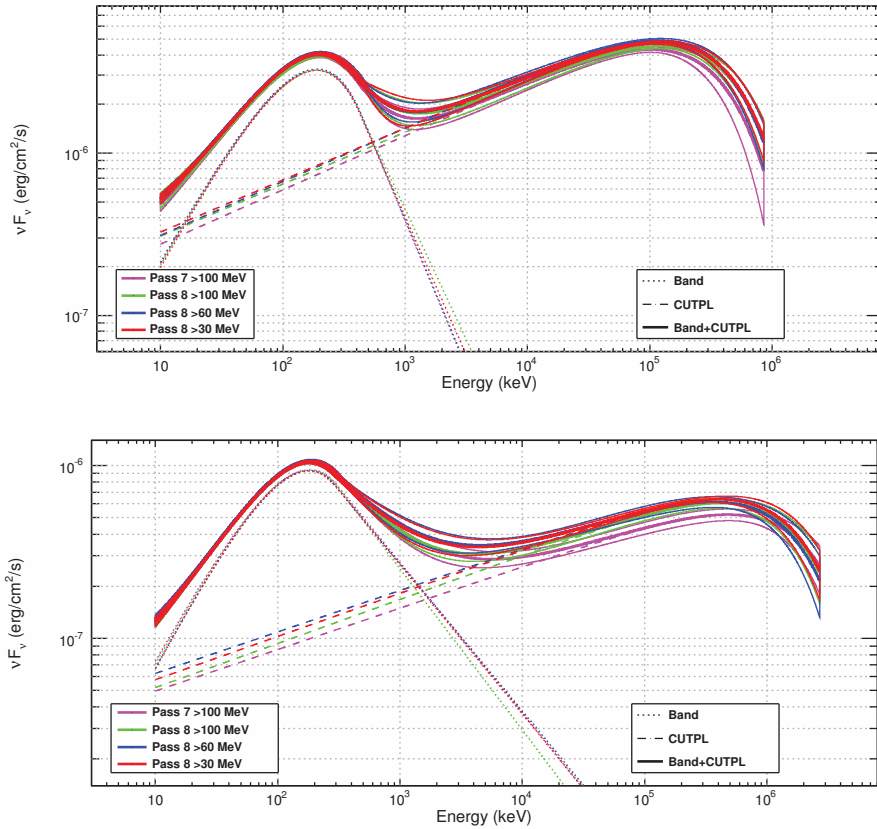 νFν (erg/cm²/s)
10⁻⁶
10⁻⁷
Pass 7 >100 MeV
Pass 8 >100 MeV
Pass 8 >60 MeV
Pass 8 >30 MeV
Band
CUTPL
Band+CUTPL
10 10² 10³ 10⁴ 10⁵ 10⁶
Energy (keV)
νFν (erg/cm²/s)
10⁻⁶
10⁻⁷
Pass 7 >100 MeV
Pass 8 >100 MeV
Pass 8 >60 MeV
Pass 8 >30 MeV
Band
CUTPL
Band+CUTPL
10 10² 10³ 10⁴ 10⁵ 10⁶
Energy (keV)